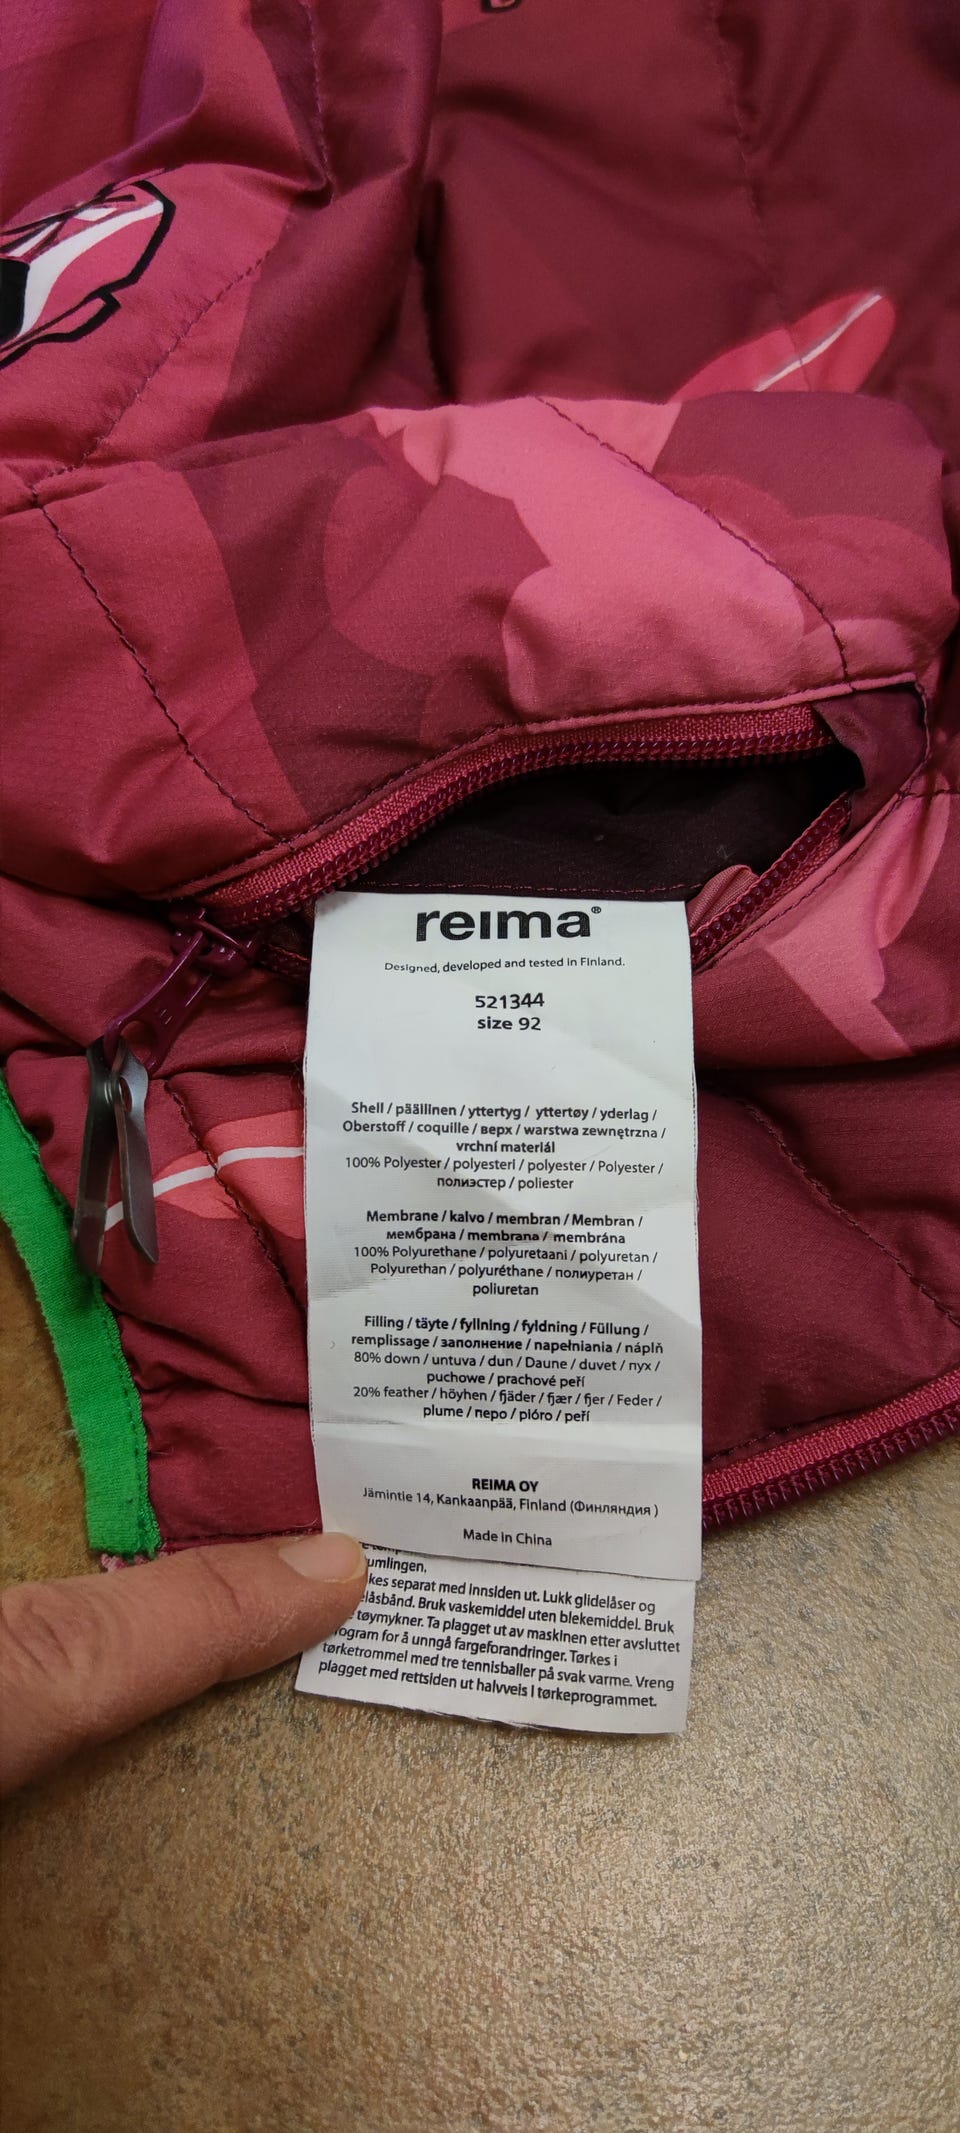 reima®
Designed, developed and tested in Finland.
521344
size 92
Shell / päällinen / yttertyg / yttertøy / yderlag /
Oberstoff / coquille / верх / warstwa zewnętrzna /
vrchní materiál
100% Polyester / polyesteri / polyester / Polyester /
полиэстер / poliester
Membrane / kalvo / membran / Membran /
мембрана / membrana / membrána
100% Polyurethane / polyuretaani / polyuretan /
Polyurethan / polyuréthane / полиуретан /
poliuretan
Filling / täyte / fyllning / fyldning / Füllung /
remplissage / заполнение / napełniania / náplň
80% down / untuva / dun / Daune / duvet / пух /
puchowe / prachové peří
20% feather / höyhen / fjäder / fjær / fjer / Feder /
plume / перо / pióro / peří
REIMA OY
Jämintie 14, Kankaanpää, Finland (Финляндия )
Made in China
umlingen,
kes separat med innsiden ut. Lukk glidelåser og
låsbånd. Bruk vaskemiddel uten blekemiddel. Bruk
tøymykner. Ta plagget ut av maskinen etter avsluttet
ogram for å unngå fargeforandringer. Tørkes i
tørketrommel med tre tennisballer på svak varme. Vreng
plagget med rettsiden ut halvveis i tørkeprogrammet.